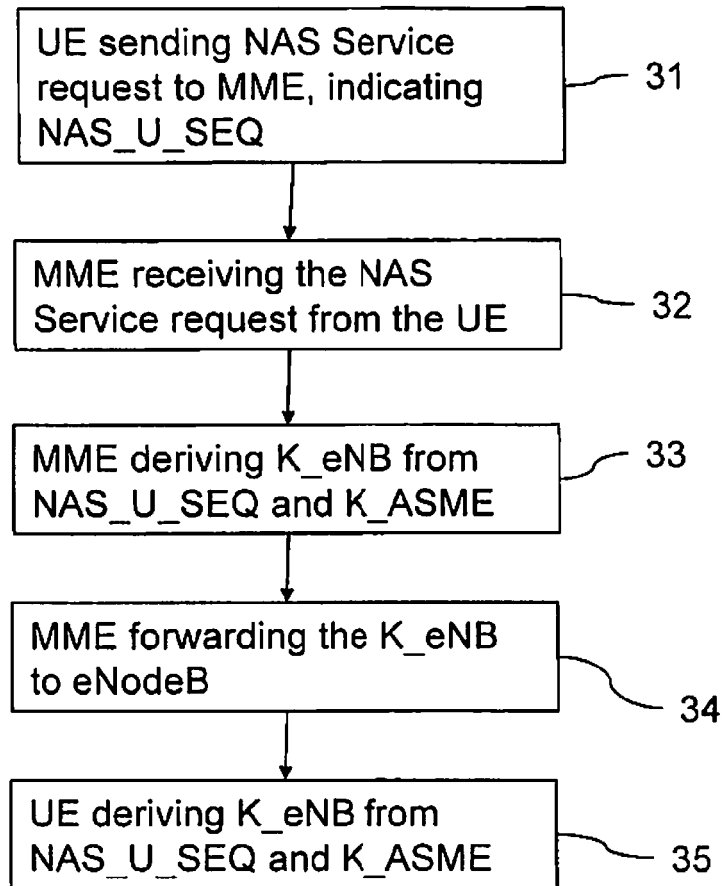 UE sending NAS Service
request to MME, indicating
NAS_U_SEQ
31
MME receiving the NAS
Service request from the UE
32
MME deriving K_eNB from
NAS_U_SEQ and K_ASME
33
MME forwarding the K_eNB
to eNodeB
34
UE deriving K_eNB from
NAS_U_SEQ and K_ASME
35